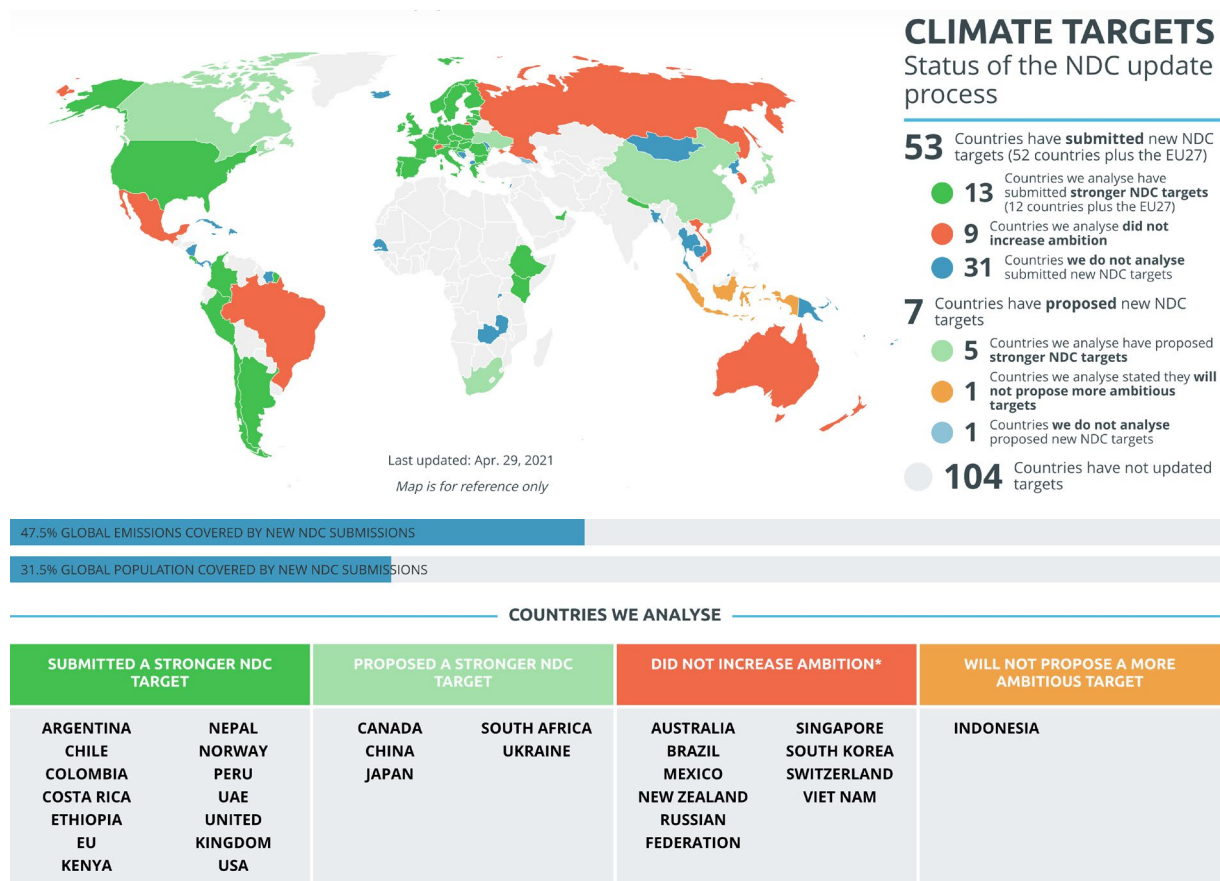 CLIMATE TARGETS
Status of the NDC update
process
53 Countries have submitted new NDC
targets (52 countries plus the EU27)
13 Countries we analyse have
submitted stronger NDC targets
(12 countries plus the EU27)
9 Countries we analyse did not
increase ambition
31 Countries we do not analyse
submitted new NDC targets
7 Countries have proposed new NDC
targets
5 Countries we analyse have proposed
stronger NDC targets
1 Countries we analyse stated they will
not propose more ambitious
targets
1 Countries we do not analyse
proposed new NDC targets
104 Countries have not updated
targets
Last updated: Apr. 29, 2021
Map is for reference only
47.5% GLOBAL EMISSIONS COVERED BY NEW NDC SUBMISSIONS
31.5% GLOBAL POPULATION COVERED BY NEW NDC SUBMISSIONS
COUNTRIES WE ANALYSE
SUBMITTED A STRONGER NDC
TARGET
ARGENTINA
CHILE
COLOMBIA
COSTA RICA
ETHIOPIA
EU
KENYA
NEPAL
NORWAY
PERU
UAE
UNITED
KINGDOM
USA
PROPOSED A STRONGER NDC
TARGET
CANADA
CHINA
JAPAN
SOUTH AFRICA
UKRAINE
DID NOT INCREASE AMBITION*
AUSTRALIA
BRAZIL
MEXICO
NEW ZEALAND
RUSSIAN
FEDERATION
SINGAPORE
SOUTH KOREA
SWITZERLAND
VIET NAM
WILL NOT PROPOSE A MORE
AMBITIOUS TARGET
INDONESIA